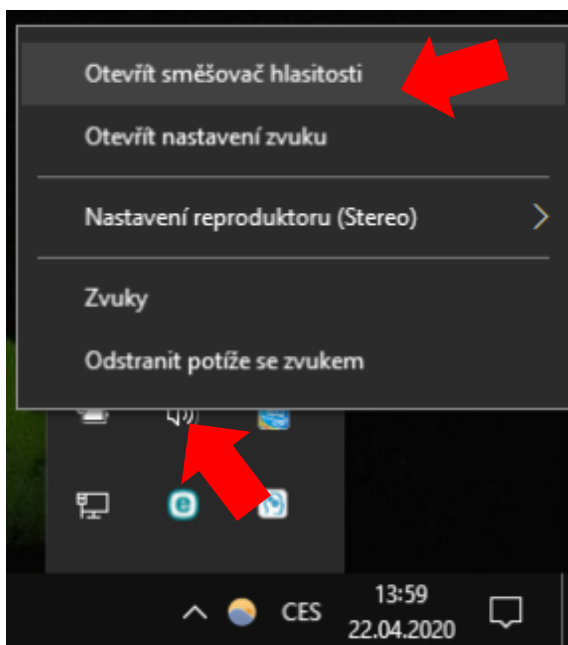 Otevřít směšovač hlasitosti
Otevřít nastavení zvuku
Nastavení reproduktoru (Stereo)
Zvuky
Odstranit potíže se zvukem
e
CES
13:59
22.04.2020